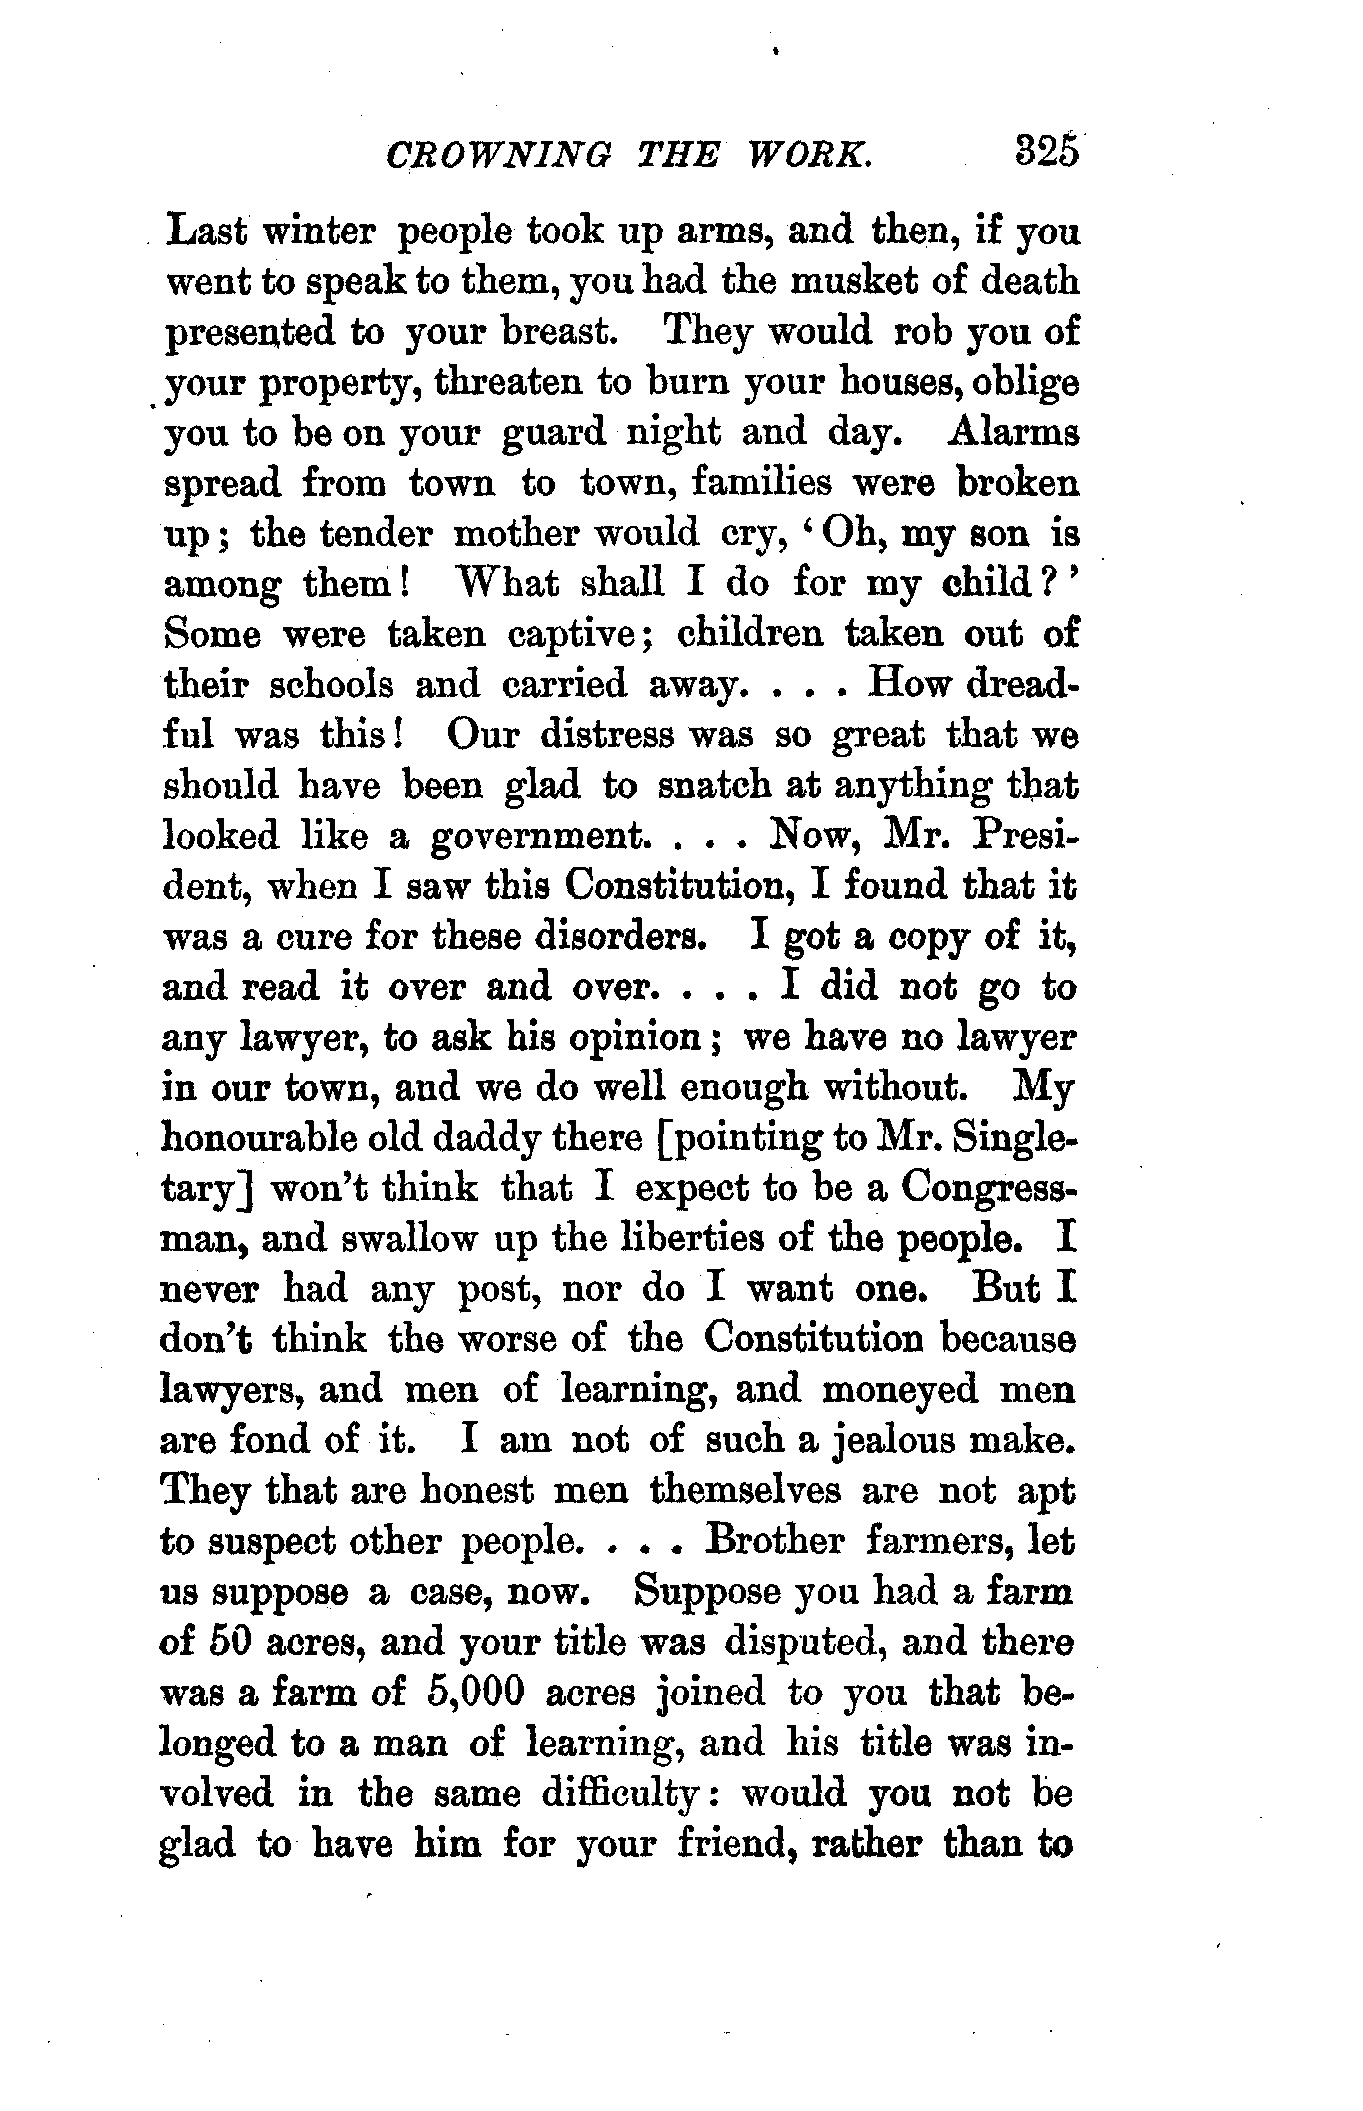 CROWNING THE WORK. 325
Last winter people took up arms, and then, if you
went to speak to them, you had the musket of death
presented to your breast. They would rob you of
your property, threaten to burn your houses, oblige
you to be on your guard night and day. Alarms
spread from town to town, families were broken
up; the tender mother would cry, ‘Oh, my son is
among them! What shall I do for my child?’
Some were taken captive; children taken out of
their schools and carried away. . . . How dread-
ful was this! Our distress was so great that we
should have been glad to snatch at anything that
looked like a government. . . . Now, Mr. Presi-
dent, when I saw this Constitution, I found that it
was a cure for these disorders. I got a copy of it,
and read it over and over. . . . I did not go to
any lawyer, to ask his opinion; we have no lawyer
in our town, and we do well enough without. My
honourable old daddy there [pointing to Mr. Single-
tary] won't think that I expect to be a Congress-
man, and swallow up the liberties of the people. I
never had any post, nor do I want one. But I
don't think the worse of the Constitution because
lawyers, and men of learning, and moneyed men
are fond of it. I am not of such a jealous make.
They that are honest men themselves are not apt
to suspect other people. . . . Brother farmers, let
us suppose a case, now. Suppose you had a farm
of 50 acres, and your title was disputed, and there
was a farm of 5,000 acres joined to you that be-
longed to a man of learning, and his title was in-
volved in the same difficulty: would you not be
glad to have him for your friend, rather than to